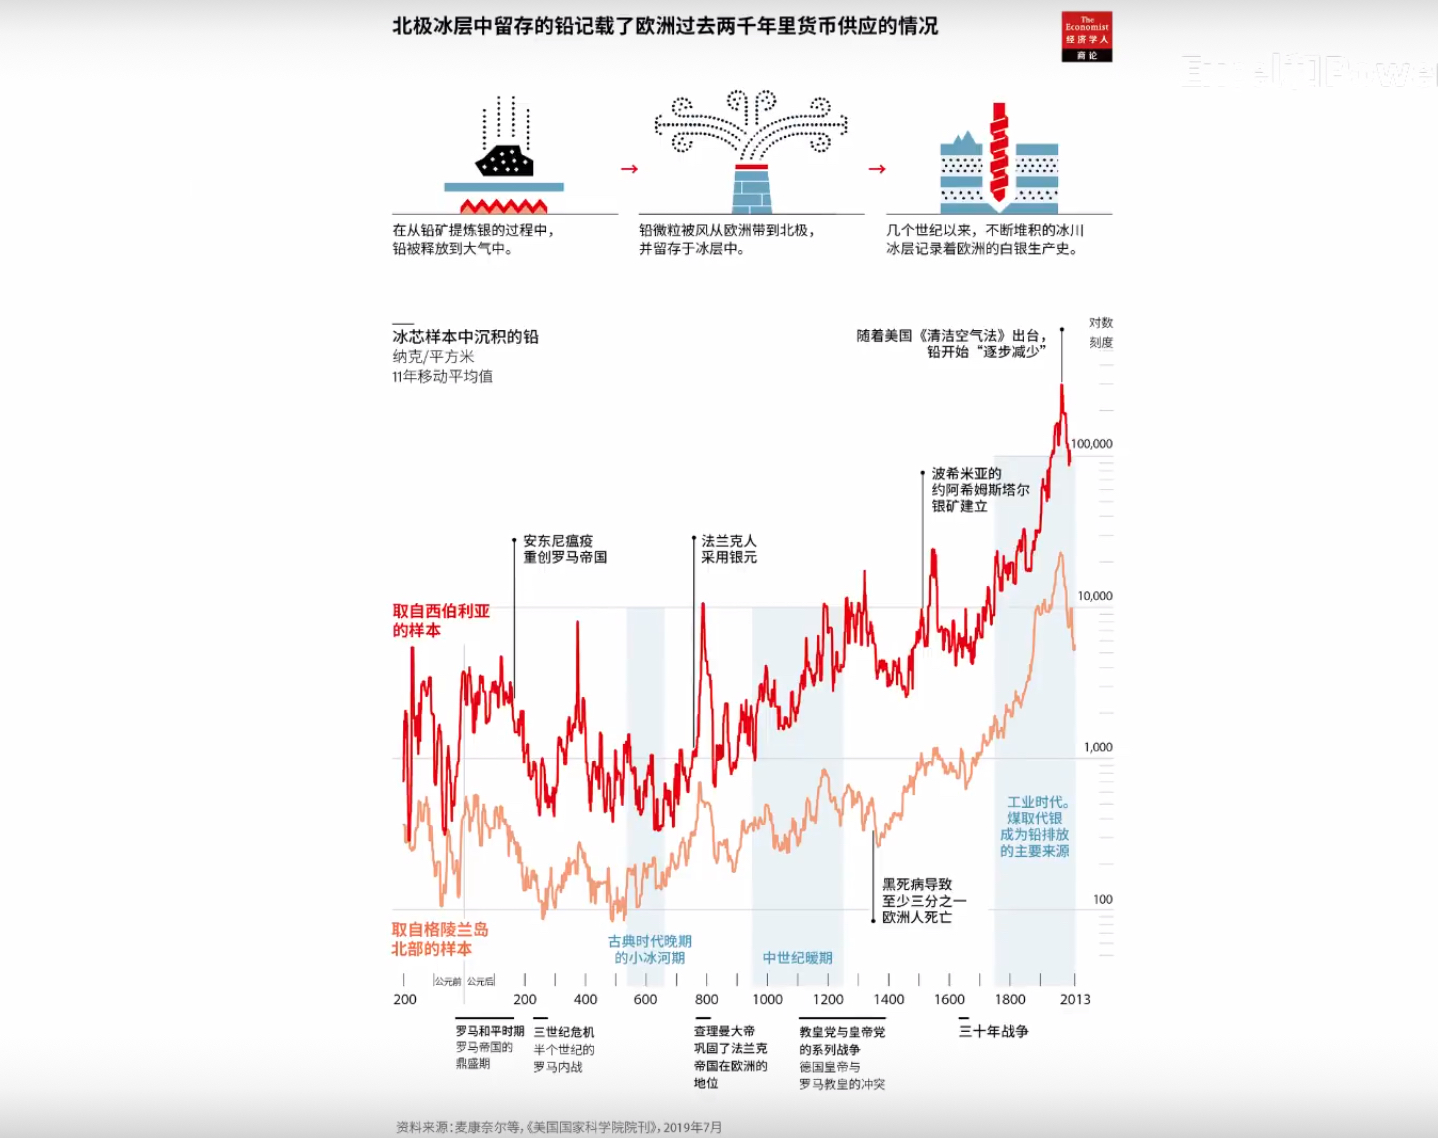 北极冰层中留存的铅记载了欧洲过去两千年里货币供应的情况
The
Economist
经济学人
商论
在从铅矿提炼银的过程中，
铅被释放到大气中。
铅微粒被风从欧洲带到北极，
并留存于冰层中。
几个世纪以来，不断堆积的冰川
冰层记录着欧洲的白银生产史。
冰芯样本中沉积的铅
纳克/平方米
11年移动平均值
随着美国《清洁空气法》出台，
铅开始“逐步减少”
对数
刻度
100,000
波希米亚的
约阿希姆斯塔尔
银矿建立
安东尼瘟疫
重创罗马帝国
法兰克人
采用银元
10,000
取自西伯利亚
的样本
1,000
工业时代。
煤取代银
成为铅排放
的主要来源
黑死病导致
至少三分之一
欧洲人死亡
100
取自格陵兰岛
北部的样本
古典时代晚期
的小冰河期
中世纪暖期
公元前 公元后
200 200 400 600 800 1000 1200 1400 1600 1800 2013
罗马和平时期
罗马帝国的
鼎盛期
三世纪危机
半个世纪的
罗马内战
查理曼大帝
巩固了法兰克
帝国在欧洲的
地位
教皇党与皇帝党
的系列战争
德国皇帝与
罗马教皇的冲突
三十年战争
资料来源：麦康奈尔等，《美国国家科学院院刊》，2019年7月